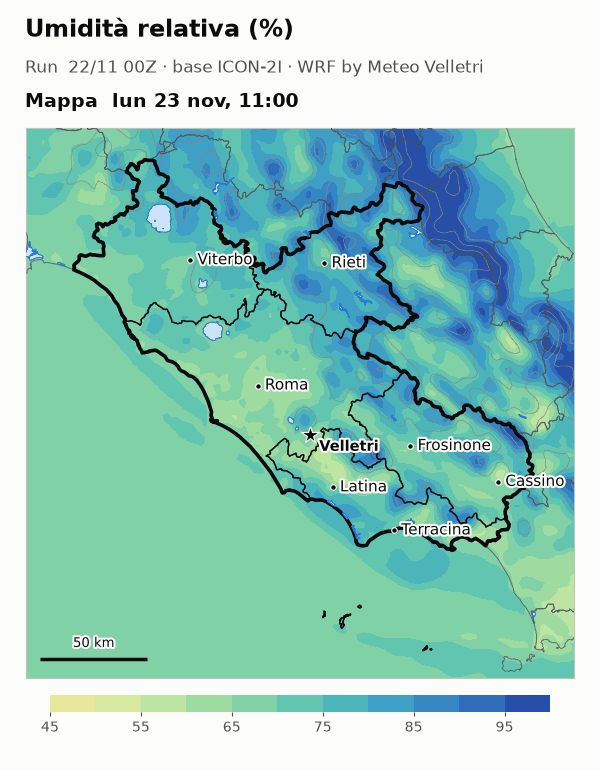 Umidità relativa (%)
Run  22/11 00Z · base ICON-2I · WRF by Meteo Velletri
Mappa  lun 23 nov, 11:00
Viterbo
Rieti
Roma
Velletri
Frosinone
Latina
Cassino
Terracina
50 km
45 55 65 75 85 95